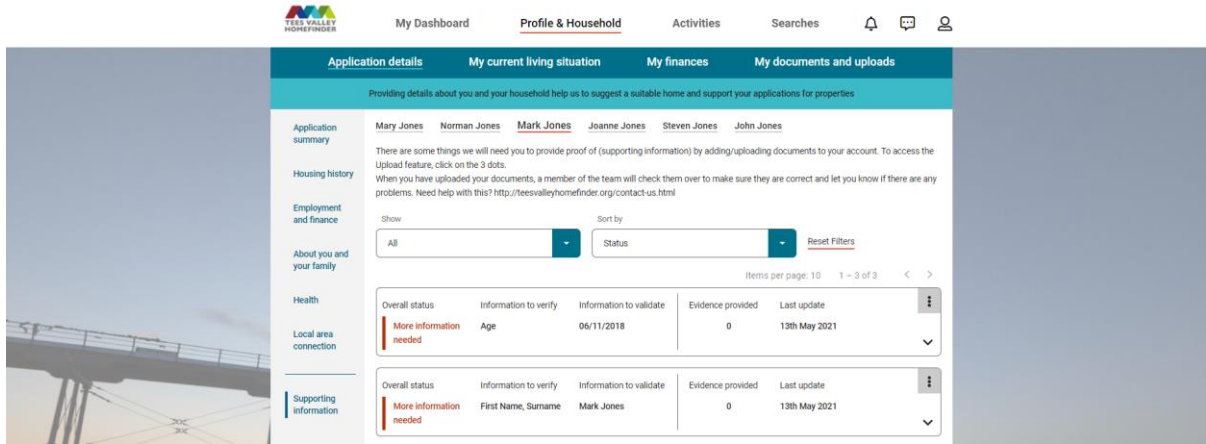 TEES VALLEY
HOMEFINDER
My Dashboard Profile & Household Activities Searches
Application details My current living situation My finances My documents and uploads
Providing details about you and your household help us to suggest a suitable home and support your applications for properties
Application
summary
Housing history
Employment
and finance
About you and
your family
Health
Local area
connection
Supporting
information
Mary Jones Norman Jones Mark Jones Joanne Jones Steven Jones John Jones
There are some things we will need you to provide proof of (supporting information) by adding/uploading documents to your account. To access the
Upload feature, click on the 3 dots.
When you have uploaded your documents, a member of the team will check them over to make sure they are correct and let you know if there are any
problems. Need help with this? http://teesvalleyhomefinder.org/contact-us.html
Show Sort by
All Status Reset Filters
Items per page: 10 1 – 3 of 3
Overall status Information to verify Information to validate Evidence provided Last update
More information Age 06/11/2018 0 13th May 2021
needed
Overall status Information to verify Information to validate Evidence provided Last update
More information First Name, Surname Mark Jones 0 13th May 2021
needed